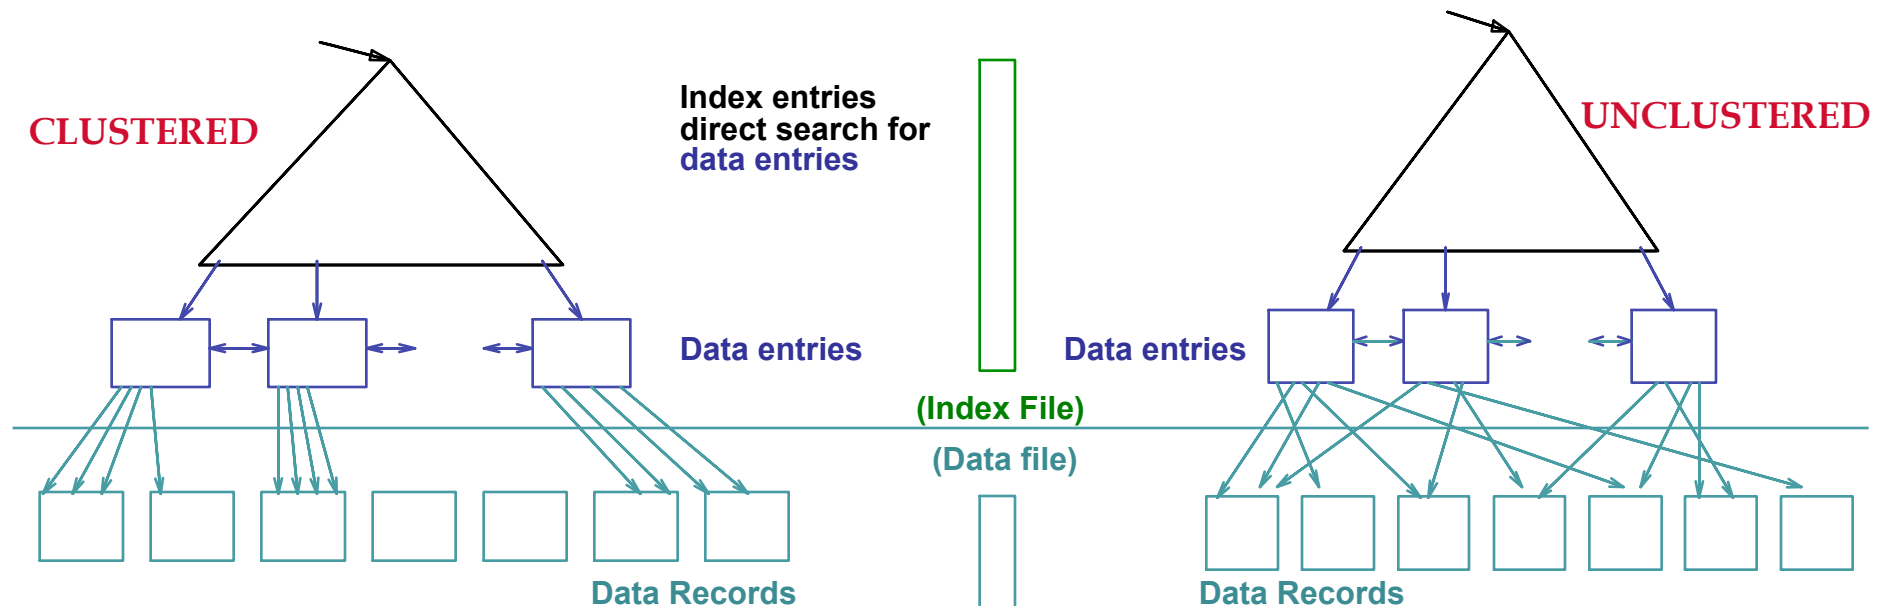 CLUSTERED
Index entries
direct search for
data entries
UNCLUSTERED
Data entries
Data entries
(Index File)
(Data file)
Data Records
Data Records